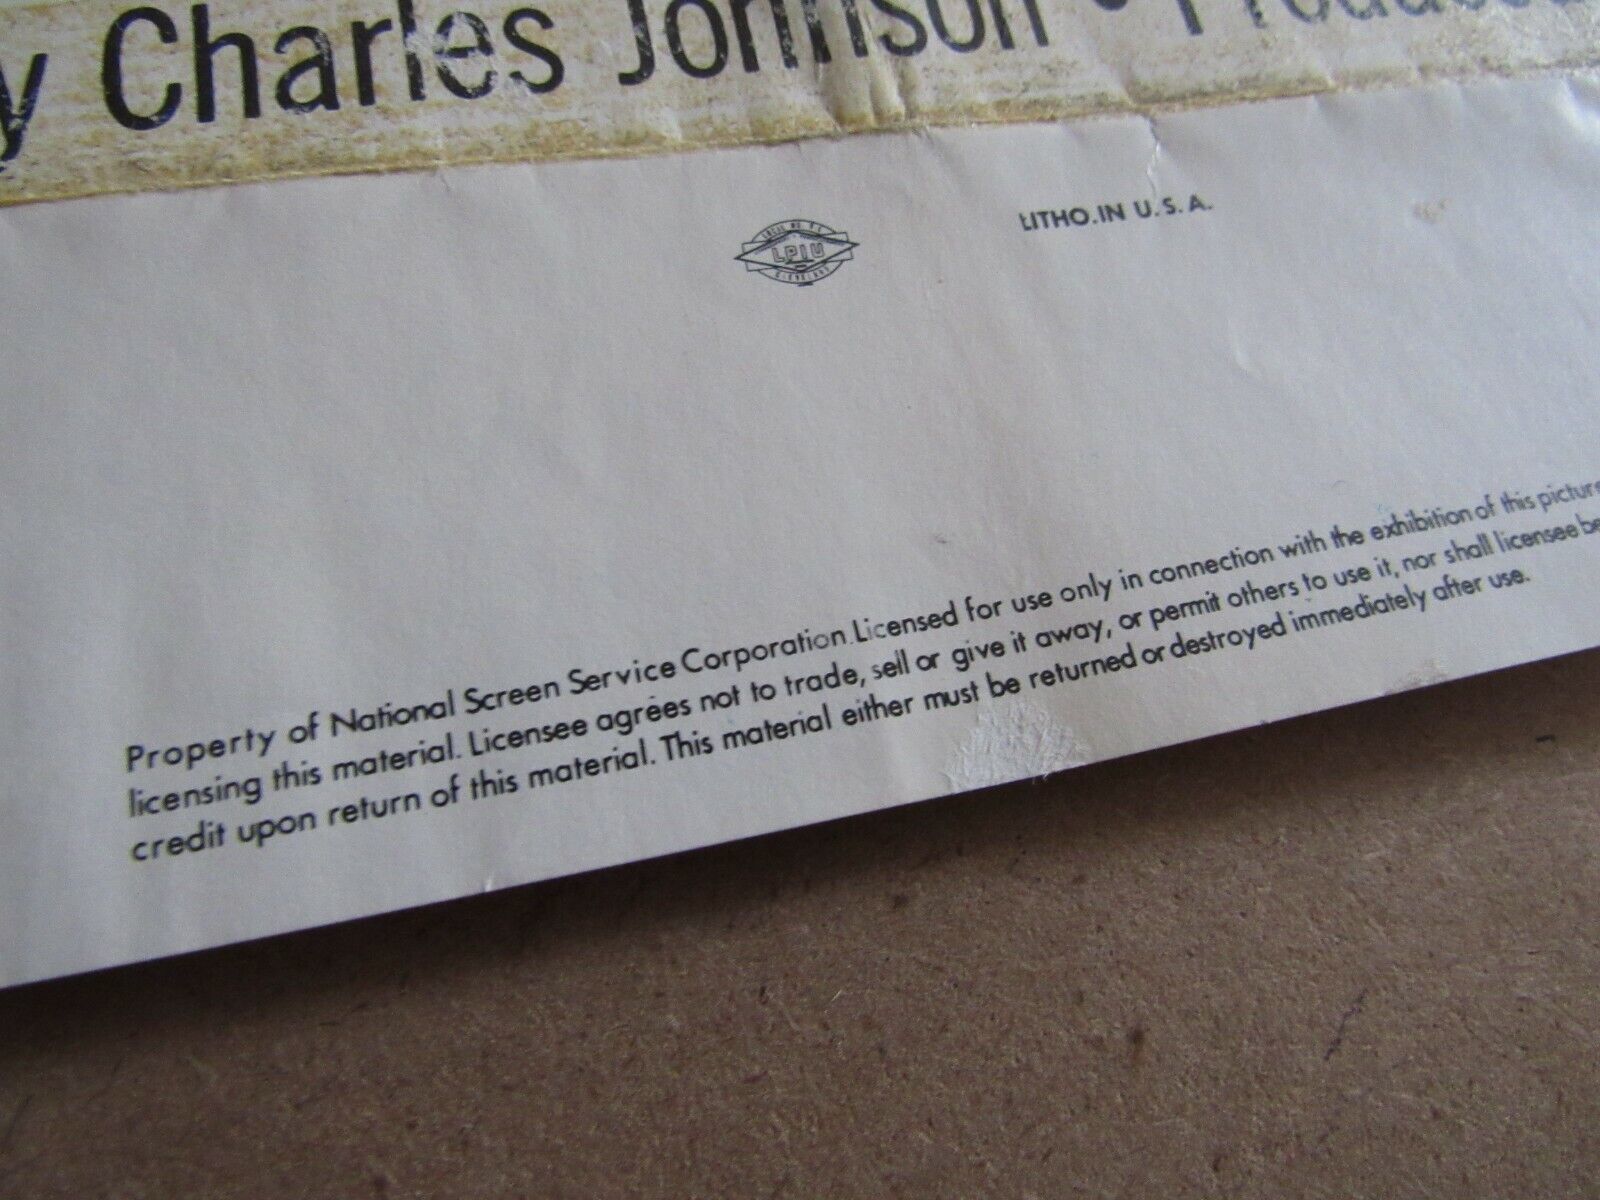 y Charles Johnson • Produced
LITHO. IN U.S.A.
LPIU
Property of National Screen Service Corporation. Licensed for use only in connection with the exhibition of this picture
licensing this material. Licensee agrees not to trade, sell or give it away, or permit others to use it, nor shall licensee be
credit upon return of this material. This material either must be returned or destroyed immediately after use.